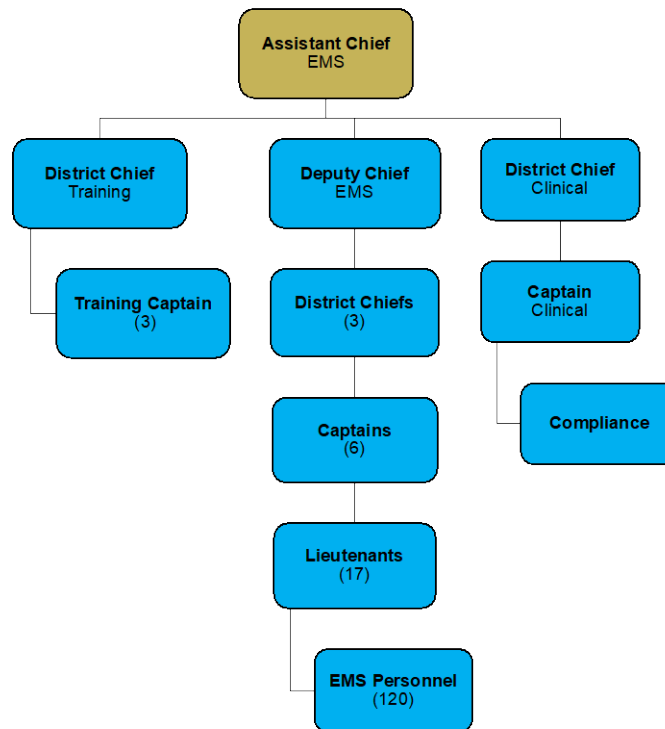 Assistant Chief
EMS
District Chief
Training
Deputy Chief
EMS
District Chief
Clinical
Training Captain
(3)
District Chiefs
(3)
Captain
Clinical
Captains
(6)
Compliance
Lieutenants
(17)
EMS Personnel
(120)